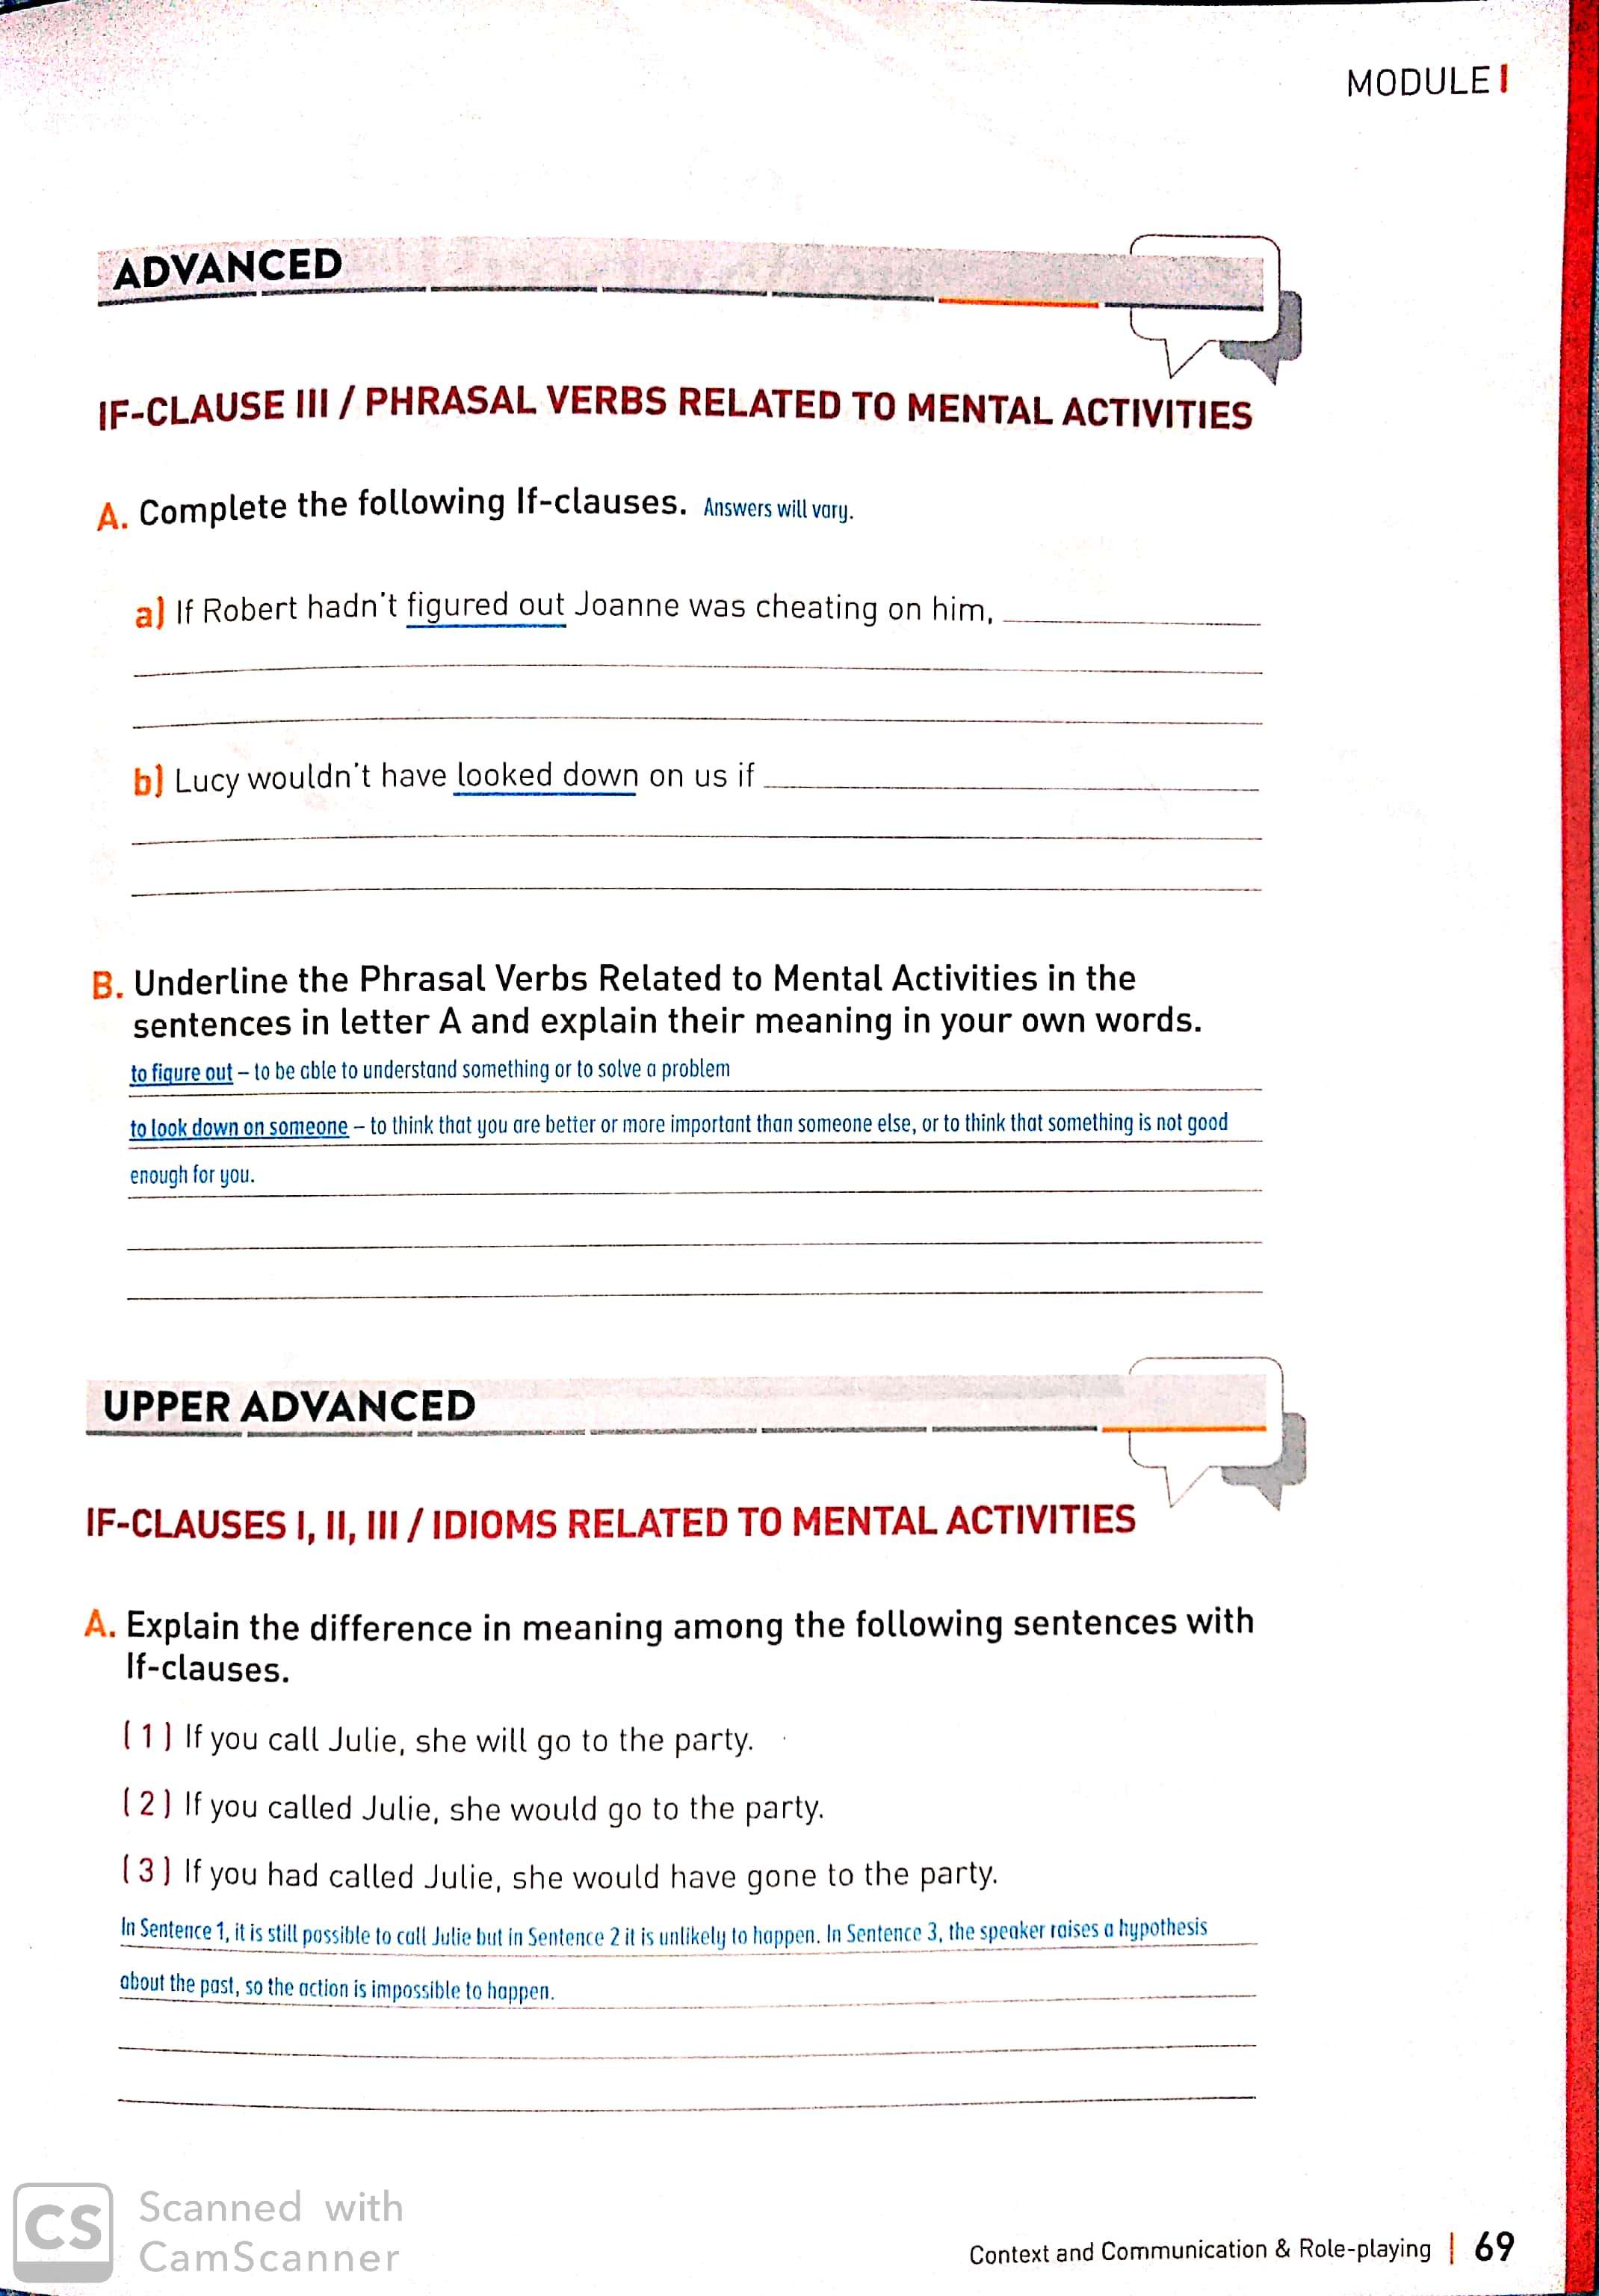 MODULE I
ADVANCED
IF-CLAUSE III / PHRASAL VERBS RELATED TO MENTAL ACTIVITIES
A. Complete the following If-clauses. Answers will vary.
a) If Robert hadn't figured out Joanne was cheating on him,
b) Lucy wouldn't have looked down on us if
B. Underline the Phrasal Verbs Related to Mental Activities in the
sentences in letter A and explain their meaning in your own words.
to figure out – to be able to understand something or to solve a problem
to look down on someone – to think that you are better or more important than someone else, or to think that something is not good
enough for you.
UPPER ADVANCED
IF-CLAUSES I, II, III / IDIOMS RELATED TO MENTAL ACTIVITIES
A. Explain the difference in meaning among the following sentences with
If-clauses.
( 1 ) If you call Julie, she will go to the party.
( 2 ) If you called Julie, she would go to the party.
( 3 ) If you had called Julie, she would have gone to the party.
In Sentence 1, it is still possible to call Julie but in Sentence 2 it is unlikely to happen. In Sentence 3, the speaker raises a hypothesis
about the past, so the action is impossible to happen.
CS Scanned with
CamScanner
Context and Communication & Role-playing | 69